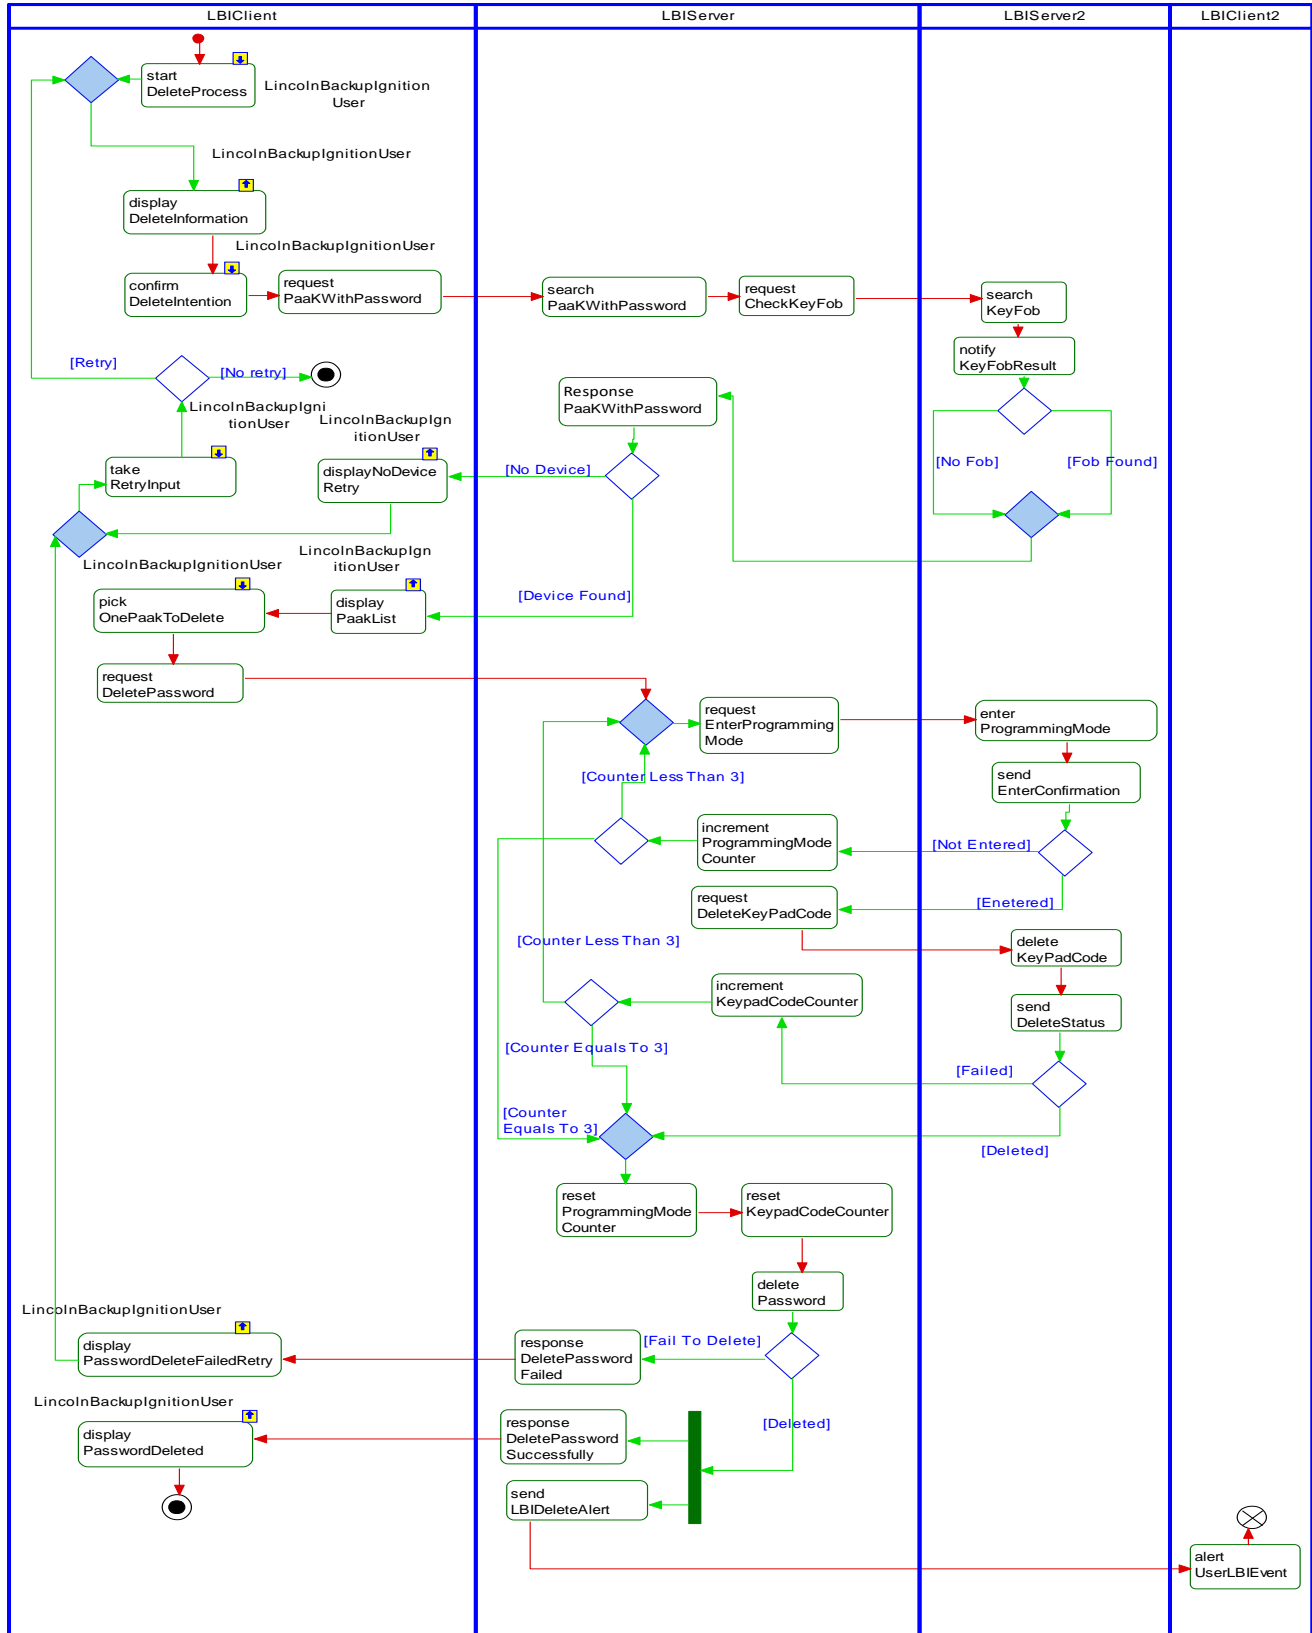 LBIClient
LBIServer
LBIServer2
LBIClient2
start
DeleteProcess
LincolnBackupIgnition
User
LincolnBackupIgnitionUser
display
DeleteInformation
LincolnBackupIgnitionUser
confirm
DeleteIntention
request
PaaKWithPassword
search
PaaKWithPassword
request
CheckKeyFob
search
KeyFob
notify
KeyFobResult
[Retry]
[No retry]
Response
PaaKWithPassword
LincolnBackupIgni
tionUser
LincolnBackupIgn
itionUser
take
RetryInput
displayNoDevice
Retry
[No Device]
[No Fob]
[Fob Found]
LincolnBackupIgn
itionUser
LincolnBackupIgnitionUser
pick
OnePaakToDelete
display
PaakList
[Device Found]
request
DeletePassword
request
EnterProgramming
Mode
enter
ProgrammingMode
[Counter Less Than 3]
send
EnterConfirmation
increment
ProgrammingMode
Counter
[Not Entered]
request
DeleteKeyPadCode
[Enetered]
[Counter Less Than 3]
delete
KeyPadCode
increment
KeypadCodeCounter
send
DeleteStatus
[Counter Equals To 3]
[Failed]
[Counter
Equals To 3]
[Deleted]
reset
ProgrammingMode
Counter
reset
KeypadCodeCounter
delete
Password
LincolnBackupIgnitionUser
display
PasswordDeleteFailedRetry
response
DeletePassword
Failed
[Fail To Delete]
LincolnBackupIgnitionUser
display
PasswordDeleted
response
DeletePassword
Successfully
[Deleted]
send
LBIDeleteAlert
alert
UserLBIEvent